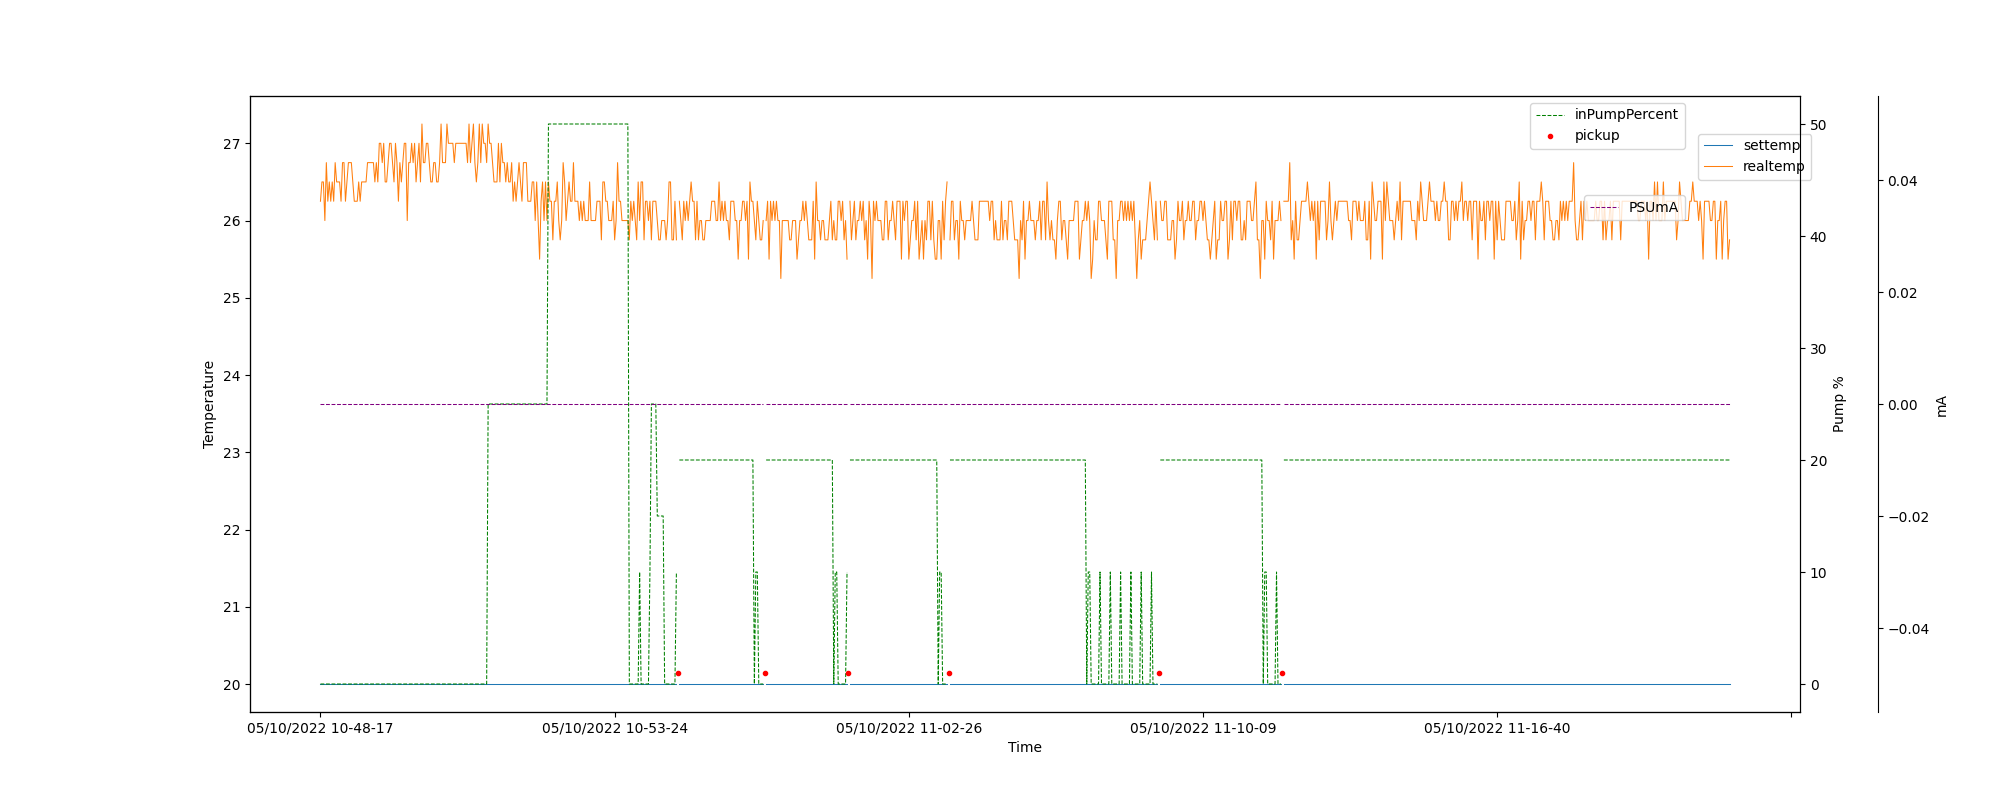 inPumpPercent
pickup
settemp
realtemp
PSUmA
27
26
25
24
23
22
21
20
Temperature
50
40
30
20
10
0
Pump %
0.04
0.02
0.00
−0.02
−0.04
mA
05/10/2022 10-48-17
05/10/2022 10-53-24
05/10/2022 11-02-26
05/10/2022 11-10-09
05/10/2022 11-16-40
Time